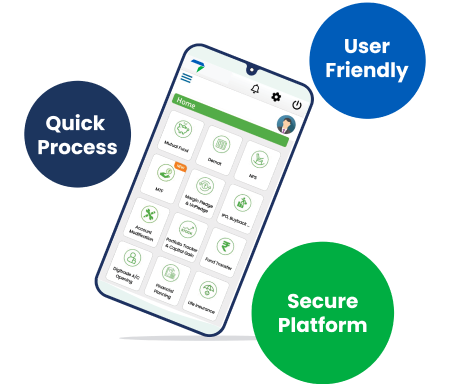 User
Friendly
Quick
Process
Home
Mutual Fund
Demat
NPS
MTF
NEW
Margin Pledge
& UnPledge
IPO, Buyback ...
Account
Modification
Portfolio Tracker
& Capital Gain
Fund Transfer
Digitrade A/C
Opening
Financial
Planning
Life Insurance
Secure
Platform